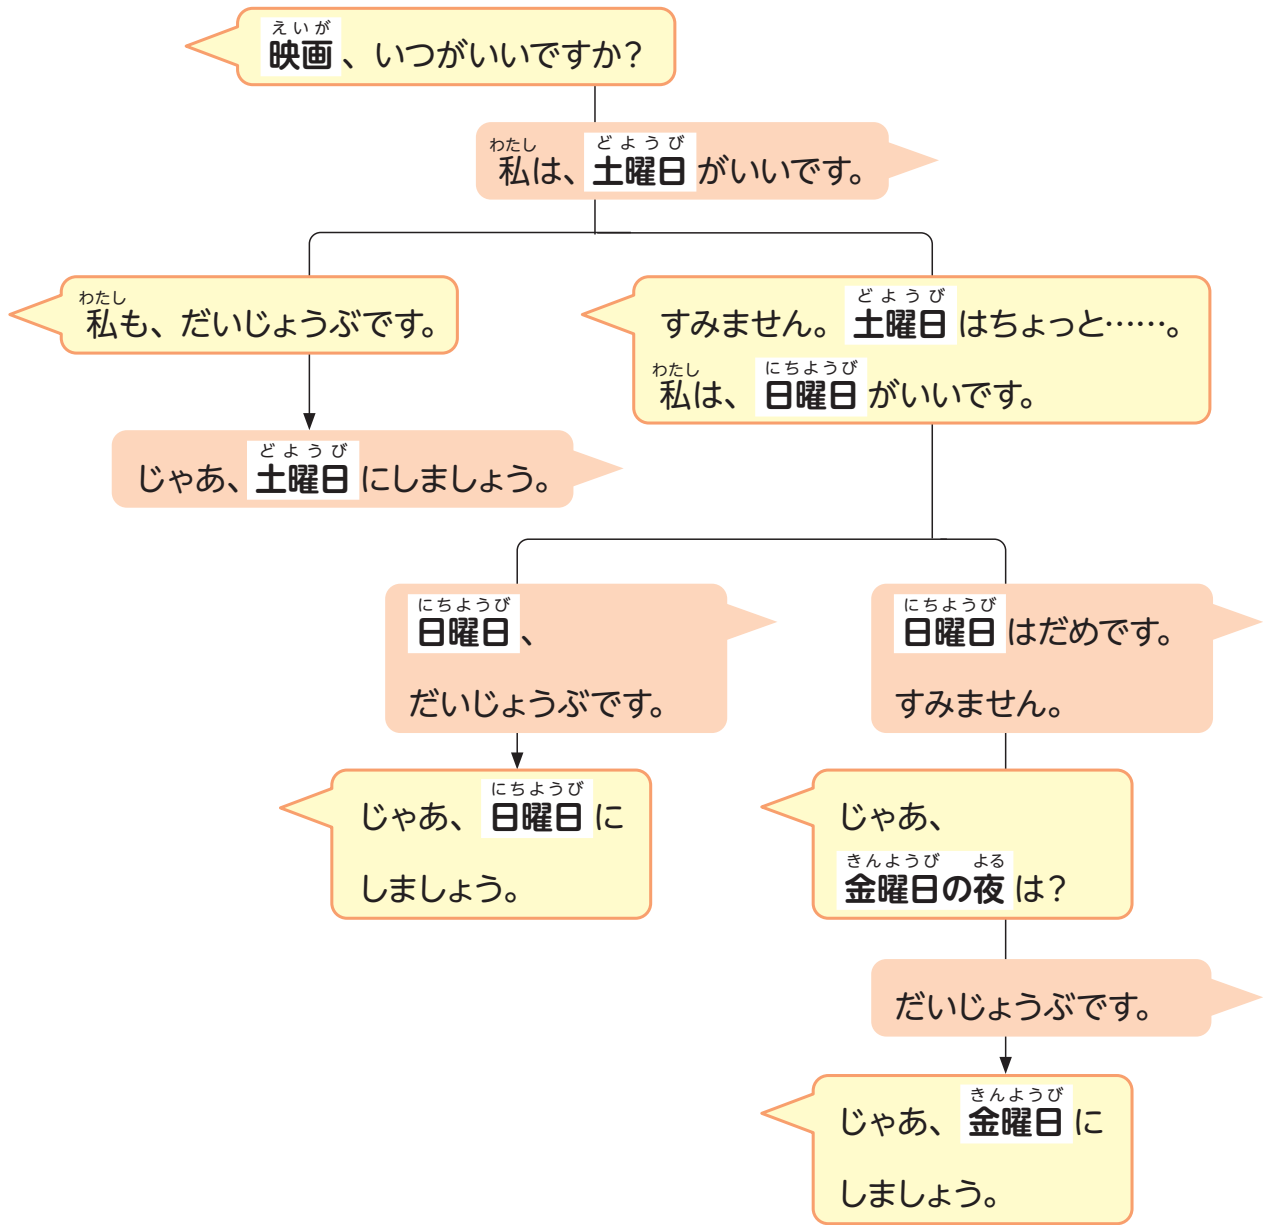 えいが
映画、いつがいいですか？
わたし どようび
私は、土曜日がいいです。
わたし
私も、だいじょうぶです。
どようび
じゃあ、土曜日にしましょう。
どようび
すみません。土曜日はちょっと……。
わたし にちようび
私は、日曜日がいいです。
にちようび
日曜日、
だいじょうぶです。
にちようび
じゃあ、日曜日に
しましょう。
にちようび
日曜日はだめです。
すみません。
じゃあ、
きんようび よる
金曜日の夜は？
だいじょうぶです。
きんようび
じゃあ、金曜日に
しましょう。